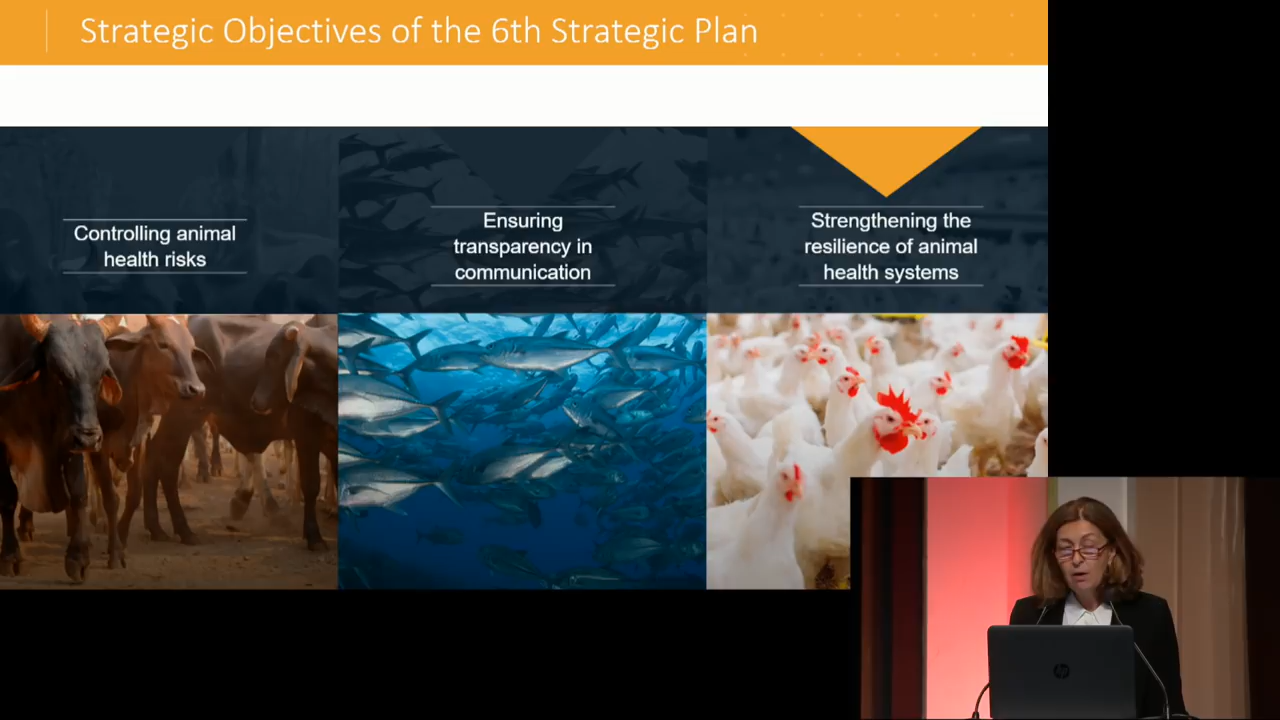 Strategic Objectives of the 6th Strategic Plan
Controlling animal
health risks
Ensuring
transparency in
communication
Strengthening the
resilience of animal
health systems
hp